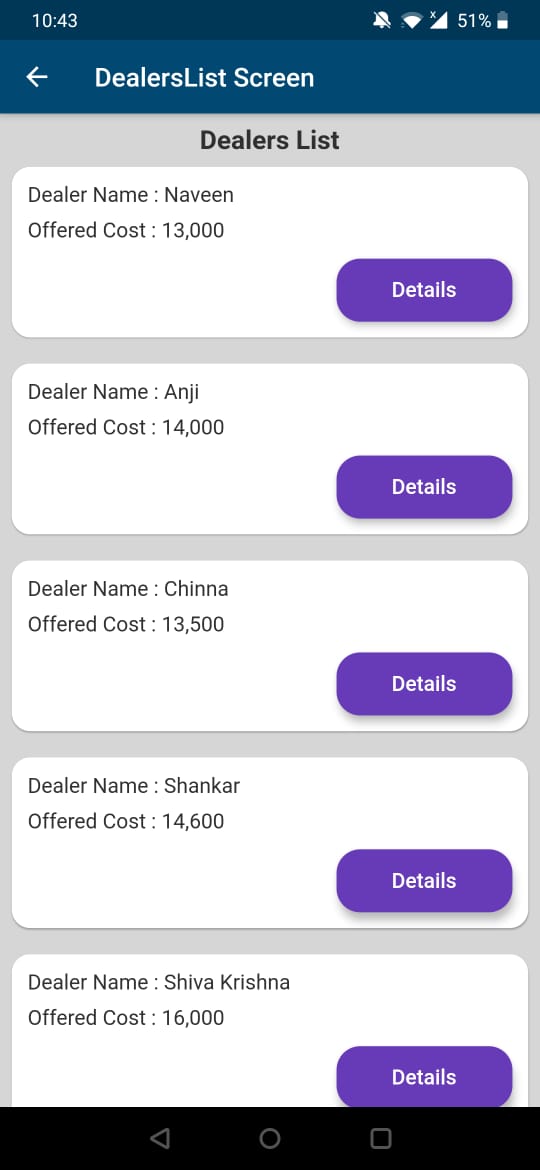 10:43
x
51%
DealersList Screen
Dealers List
Dealer Name : Naveen
Offered Cost : 13,000
Details
Dealer Name : Anji
Offered Cost : 14,000
Details
Dealer Name : Chinna
Offered Cost : 13,500
Details
Dealer Name : Shankar
Offered Cost : 14,600
Details
Dealer Name : Shiva Krishna
Offered Cost : 16,000
Details